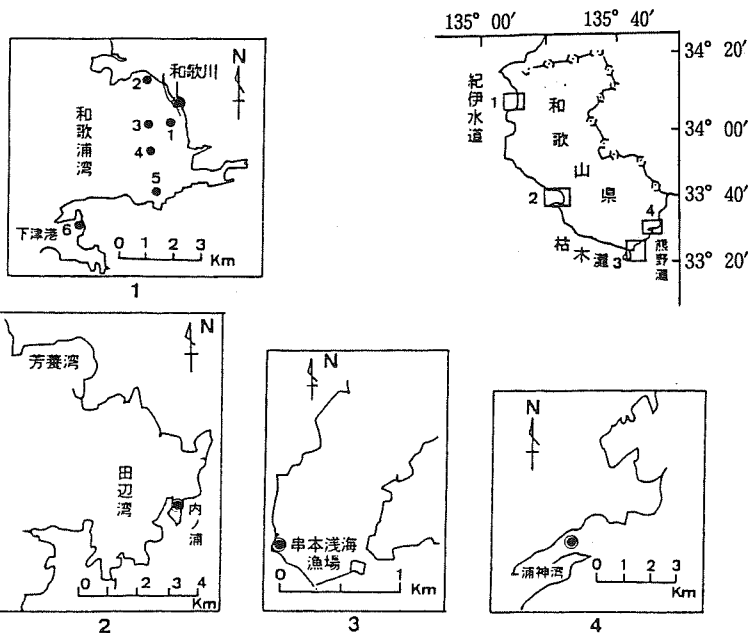 135° 00′ 135° 40′
34° 20′
34° 00′
33° 40′
33° 20′
紀伊水道
和歌山県
枯木灘
熊野灘
1
2
3
4
N
和歌川
和歌浦湾
2
3
1
4
5
6
下津港
0 1 2 3
Km
1
N
芳養湾
田辺湾
内ノ浦
0 1 2 3 4
Km
2
N
串本浅海
漁場
0 1
Km
3
N
浦神湾
0 1 2 3
Km
4